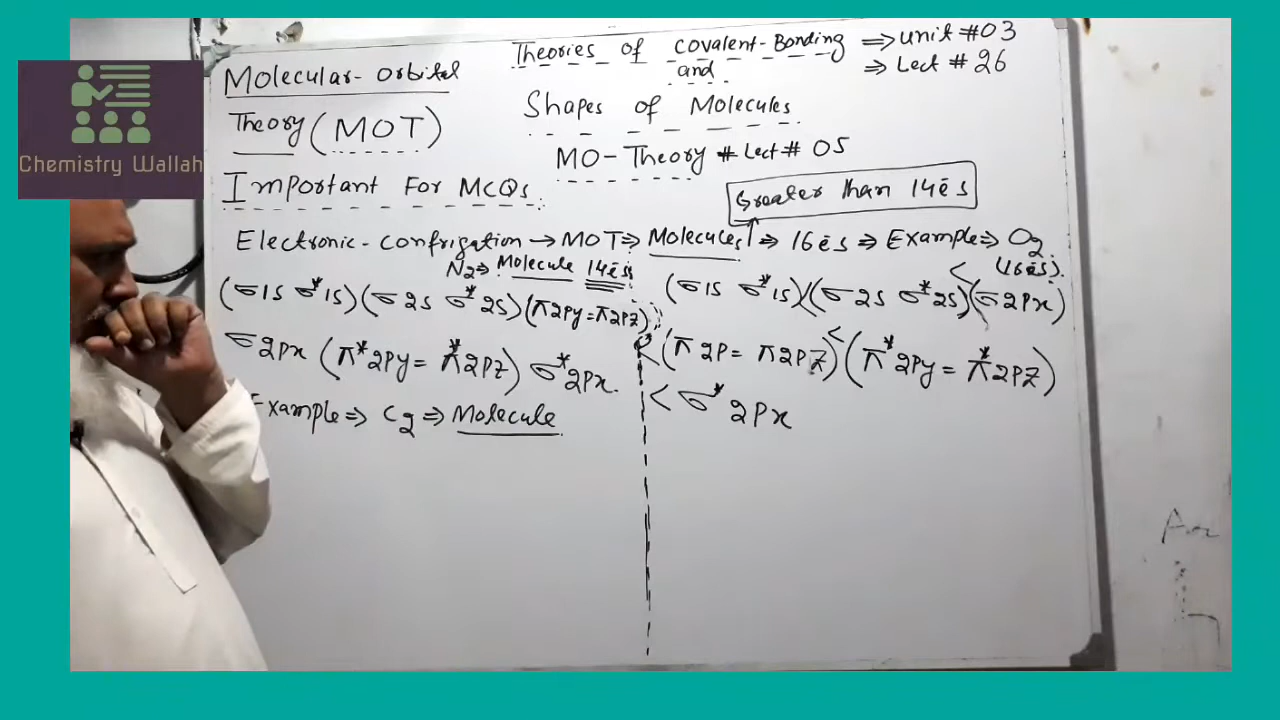 Chemistry Wallah
Theories of covalent-Bonding ⇒ unit #03
and ⇒ Lect # 26
Shapes of Molecules
MO-Theory # Lect# 05
Molecular-orbital
Theory (MOT)
Important For MCQs
Greater than 14ēs
Electronic-confrigation → MOT ⇒ Molecules ⇒ 16ēs ⇒ Example ⇒ O2
(16ēs).
N2 ⇒ Molecule 14ēs
(σ1s σ*1s)(σ2s σ*2s)(π2py=π2pz)
σ2px (π*2py = π*2pz) σ*2px.
Example ⇒ C2 ⇒ Molecule
(σ1s σ*1s)(σ2s σ*2s)<(σ2px)
<(π2p = π2pz)<(π*2py = π*2pz)
< σ*2px